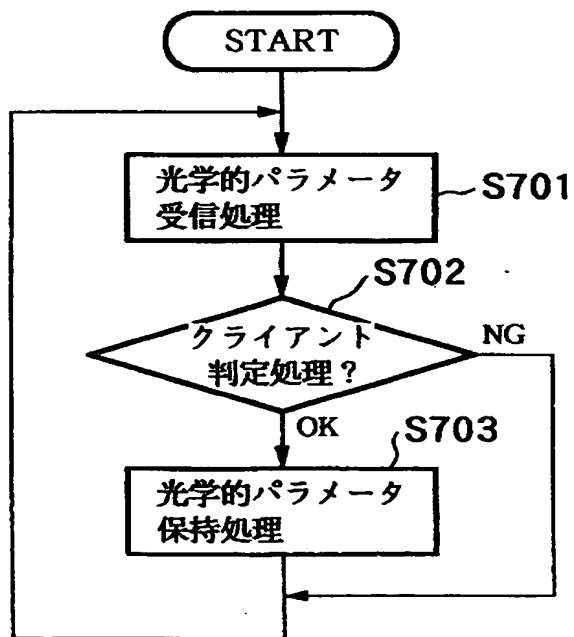 START
光学的パラメータ
受信処理
S701
S702
クライアント
判定処理？
NG
OK
S703
光学的パラメータ
保持処理